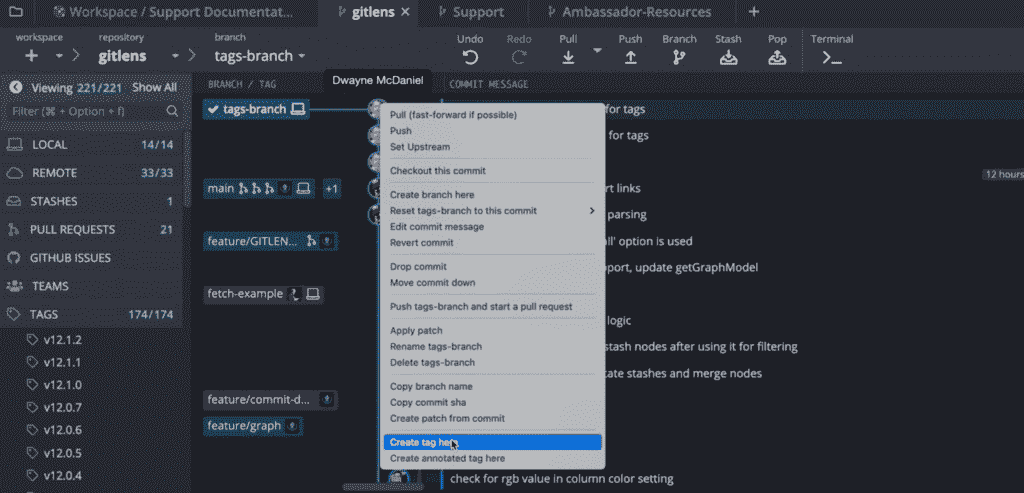 Workspace / Support Documentat...
gitlens
Support
Ambassador-Resources
workspace
repository
branch
gitlens
tags-branch
Undo
Redo
Pull
Push
Branch
Stash
Pop
Terminal
Viewing 221/221 Show All
Filter (⌘ + Option + f)
LOCAL 14/14
REMOTE 33/33
STASHES 1
PULL REQUESTS 21
GITHUB ISSUES
TEAMS
TAGS 174/174
v12.1.2
v12.1.1
v12.1.0
v12.0.7
v12.0.6
v12.0.5
v12.0.4
BRANCH / TAG
Dwayne McDaniel
COMMIT MESSAGE
tags-branch
main
+1
feature/GITLEN...
fetch-example
feature/commit-d...
feature/graph
Pull (fast-forward if possible)
Push
Set Upstream
Checkout this commit
Create branch here
Reset tags-branch to this commit
Edit commit message
Revert commit
Drop commit
Move commit down
Push tags-branch and start a pull request
Apply patch
Rename tags-branch
Delete tags-branch
Copy branch name
Copy commit sha
Create patch from commit
Create tag here
Create annotated tag here
for tags
for tags
12 hours
rt links
parsing
all' option is used
port, update getGraphModel
logic
stash nodes after using it for filtering
ate stashes and merge nodes
check for rgb value in column color setting